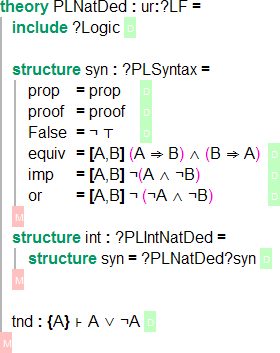 theory PLNatDed : ur:?LF =
include ?Logic D
structure syn : ?PLSyntax =
prop = prop D
proof = proof D
False = ¬ ⊤ D
equiv = [A,B] (A ⇒ B) ∧ (B ⇒ A) D
imp = [A,B] ¬(A ∧ ¬B) D
or = [A,B] ¬ (¬A ∧ ¬B) D
M
structure int : ?PLIntNatDed =
structure syn = ?PLNatDed?syn D
M
tnd : {A} ⊦ A ∨ ¬A D
M